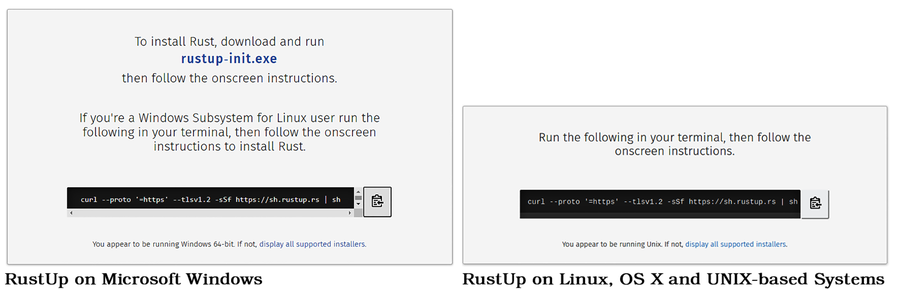 To install Rust, download and run
rustup-init.exe
then follow the onscreen instructions.
If you're a Windows Subsystem for Linux user run the
following in your terminal, then follow the onscreen
instructions to install Rust.
curl --proto '=https' --tlsv1.2 -sSf https://sh.rustup.rs | sh
You appear to be running Windows 64-bit. If not, display all supported installers.
RustUp on Microsoft Windows
Run the following in your terminal, then follow the
onscreen instructions.
curl --proto '=https' --tlsv1.2 -sSf https://sh.rustup.rs | sh
You appear to be running Unix. If not, display all supported installers.
RustUp on Linux, OS X and UNIX-based Systems